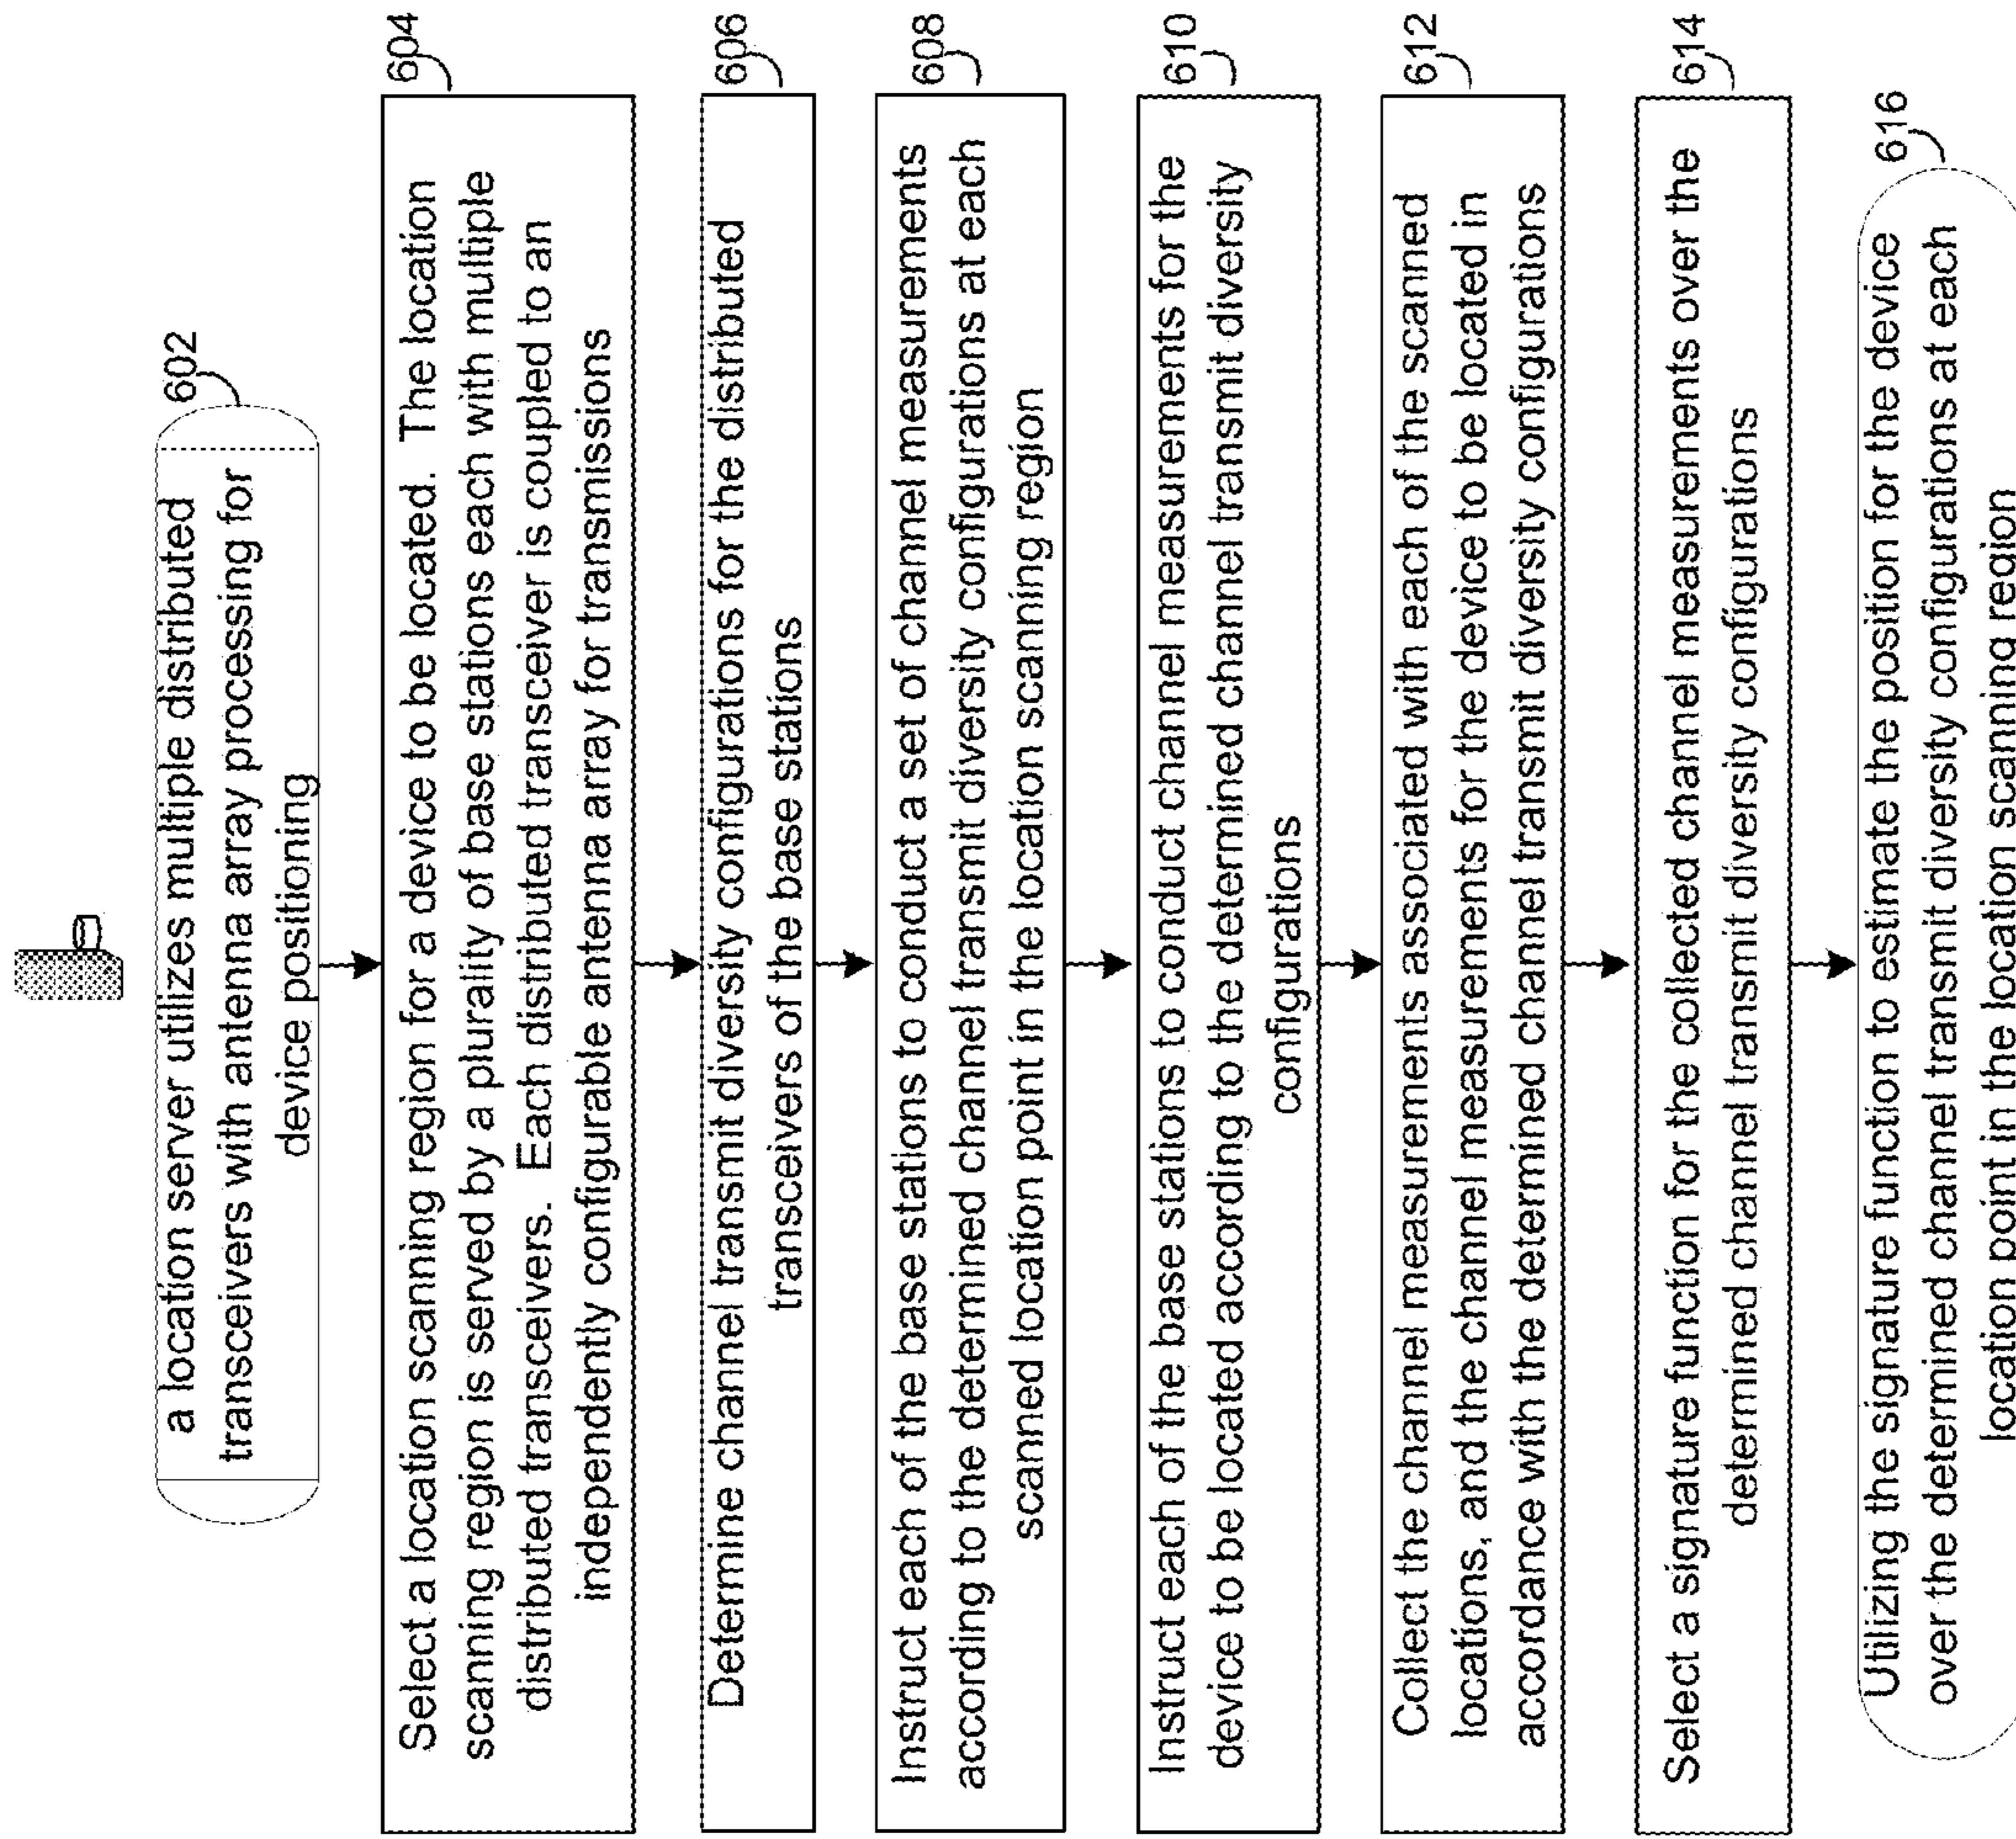 602
a location server utilizes multiple distributed
transceivers with antenna array processing for
device positioning
604
Select a location scanning region for a device to be located. The location
scanning region is served by a plurality of base stations each with multiple
distributed transceivers. Each distributed transceiver is coupled to an
independently configurable antenna array for transmissions
606
Determine channel transmit diversity configurations for the distributed
transceivers of the base stations
608
Instruct each of the base stations to conduct a set of channel measurements
according to the determined channel transmit diversity configurations at each
scanned location point in the location scanning region
610
Instruct each of the base stations to conduct channel measurements for the
device to be located according to the determined channel transmit diversity
configurations
612
Collect the channel measurements associated with each of the scanned
locations, and the channel measurements for the device to be located in
accordance with the determined channel transmit diversity configurations
614
Select a signature function for the collected channel measurements over the
determined channel transmit diversity configurations
616
Utilizing the signature function to estimate the position for the device
over the determined channel transmit diversity configurations at each
location point in the location scanning region